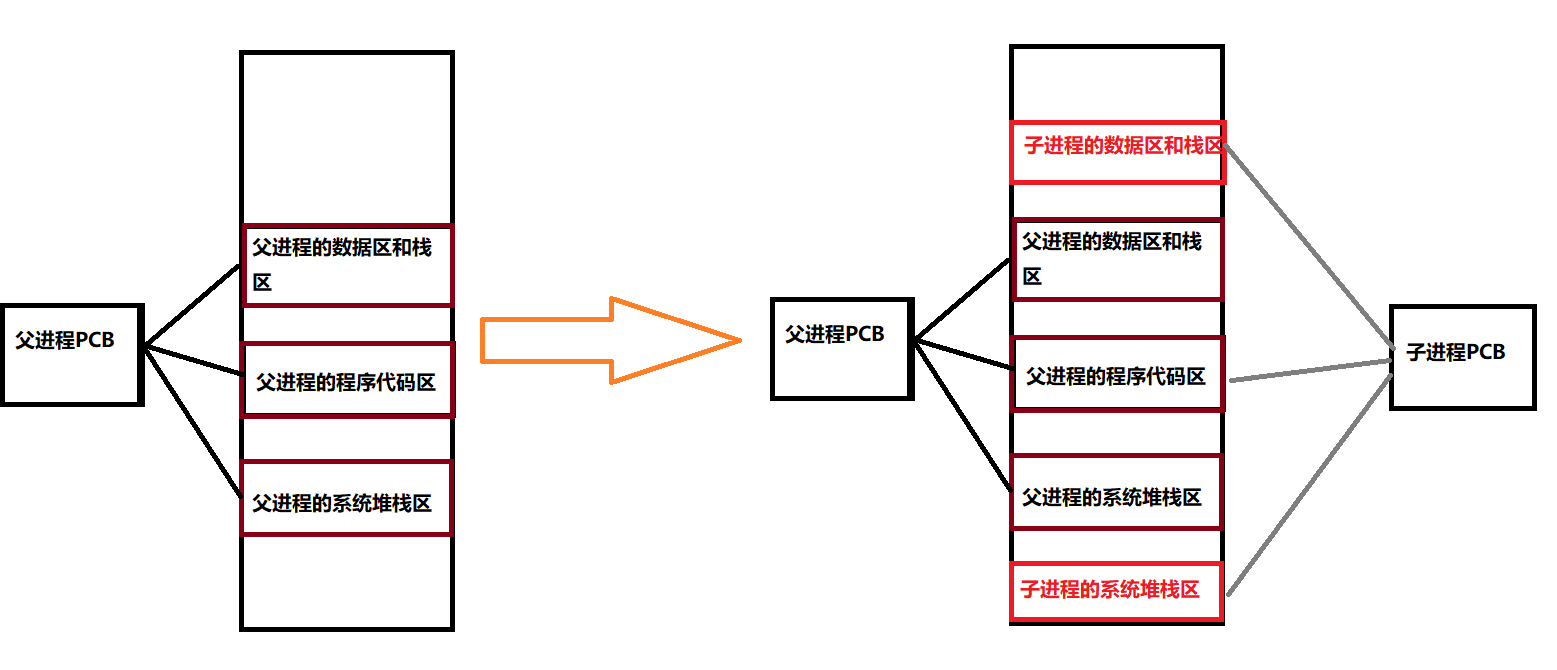 父进程PCB
父进程的数据区和栈
区
父进程的程序代码区
父进程的系统堆栈区
父进程PCB
子进程的数据区和栈区
父进程的数据区和栈
区
父进程的程序代码区
父进程的系统堆栈区
子进程的系统堆栈区
子进程PCB